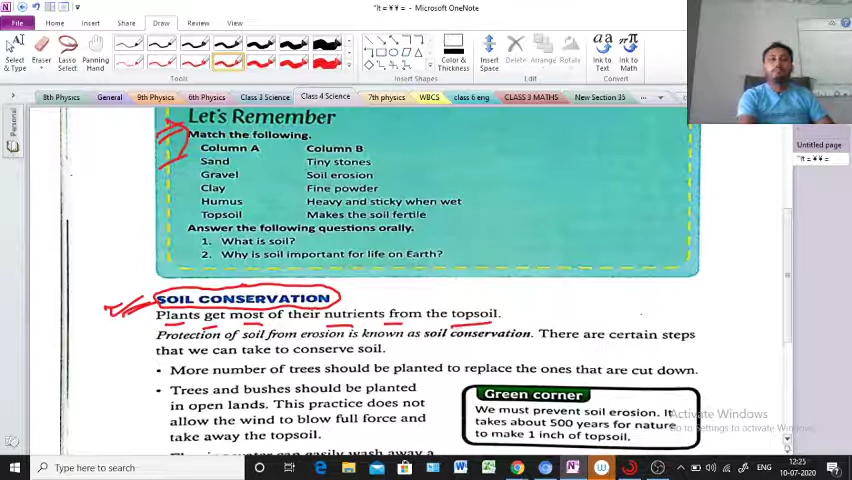 "It = ¥ ¥ = - Microsoft OneNote
File Home Insert Share Draw Review View
Select & Type
Eraser
Lasso Select
Panning Hand
Color & Thickness
Insert Space
Delete
Arrange
Rotate
Ink to Text
Ink to Math
Tools
Insert Shapes
Edit
Convert
8th Physics General 9th Physics 6th Physics Class 3 Science Class 4 Science 7th physics WBCS class 6 eng CLASS 3 MATHS New Section 35
Personal
Untitled page
"It = ¥ ¥ =
Let's Remember
Match the following.
Column A Column B
Sand Tiny stones
Gravel Soil erosion
Clay Fine powder
Humus Heavy and sticky when wet
Topsoil Makes the soil fertile
Answer the following questions orally.
1. What is soil?
2. Why is soil important for life on Earth?
SOIL CONSERVATION
Plants get most of their nutrients from the topsoil.
Protection of soil from erosion is known as soil conservation. There are certain steps
that we can take to conserve soil.
• More number of trees should be planted to replace the ones that are cut down.
• Trees and bushes should be planted
in open lands. This practice does not
allow the wind to blow full force and
take away the topsoil.
Green corner
We must prevent soil erosion. It
takes about 500 years for nature
to make 1 inch of topsoil.
Activate Windows
Go to Settings to activate Windows.
Type here to search
ENG
12:25
10-07-2020